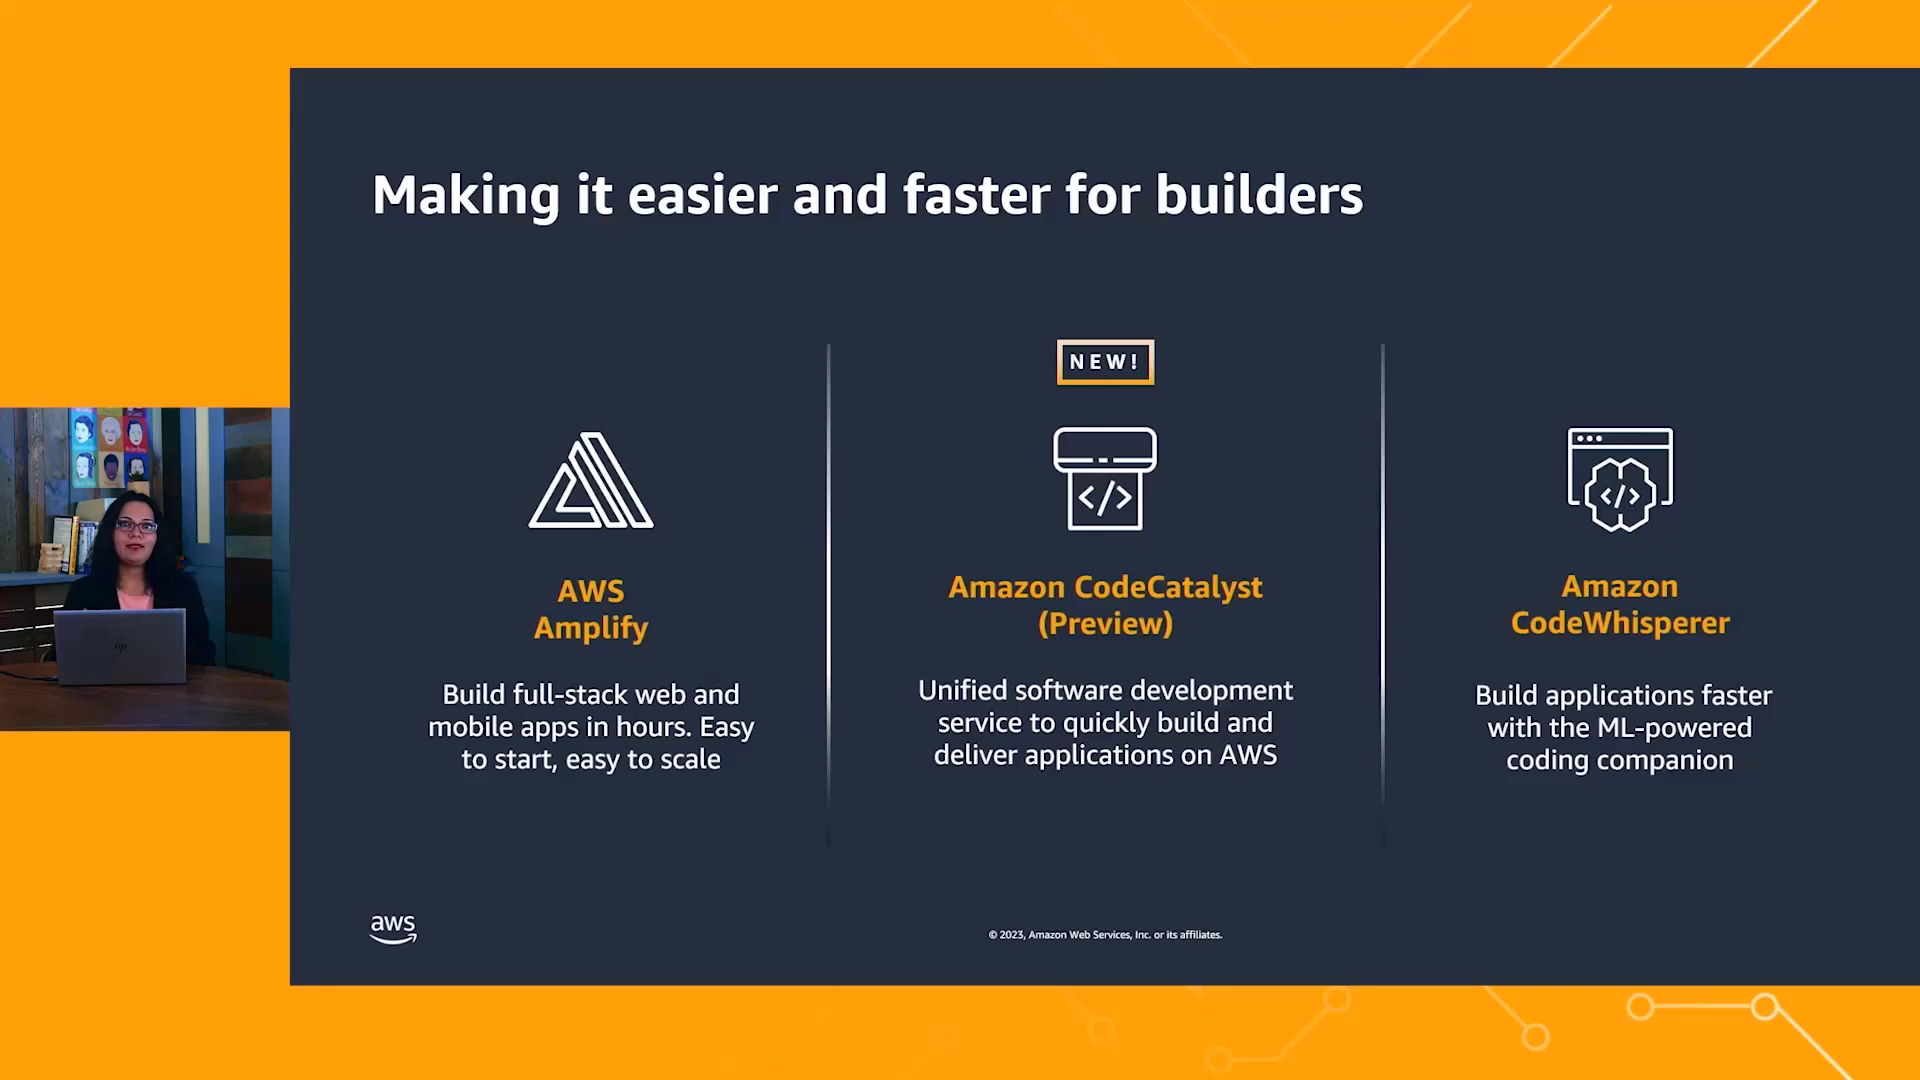 Making it easier and faster for builders
NEW!
</>
</>
AWS
Amplify
Build full-stack web and
mobile apps in hours. Easy
to start, easy to scale
Amazon CodeCatalyst
(Preview)
Unified software development
service to quickly build and
deliver applications on AWS
Amazon
CodeWhisperer
Build applications faster
with the ML-powered
coding companion
hp
aws
© 2023, Amazon Web Services, Inc. or its affiliates.